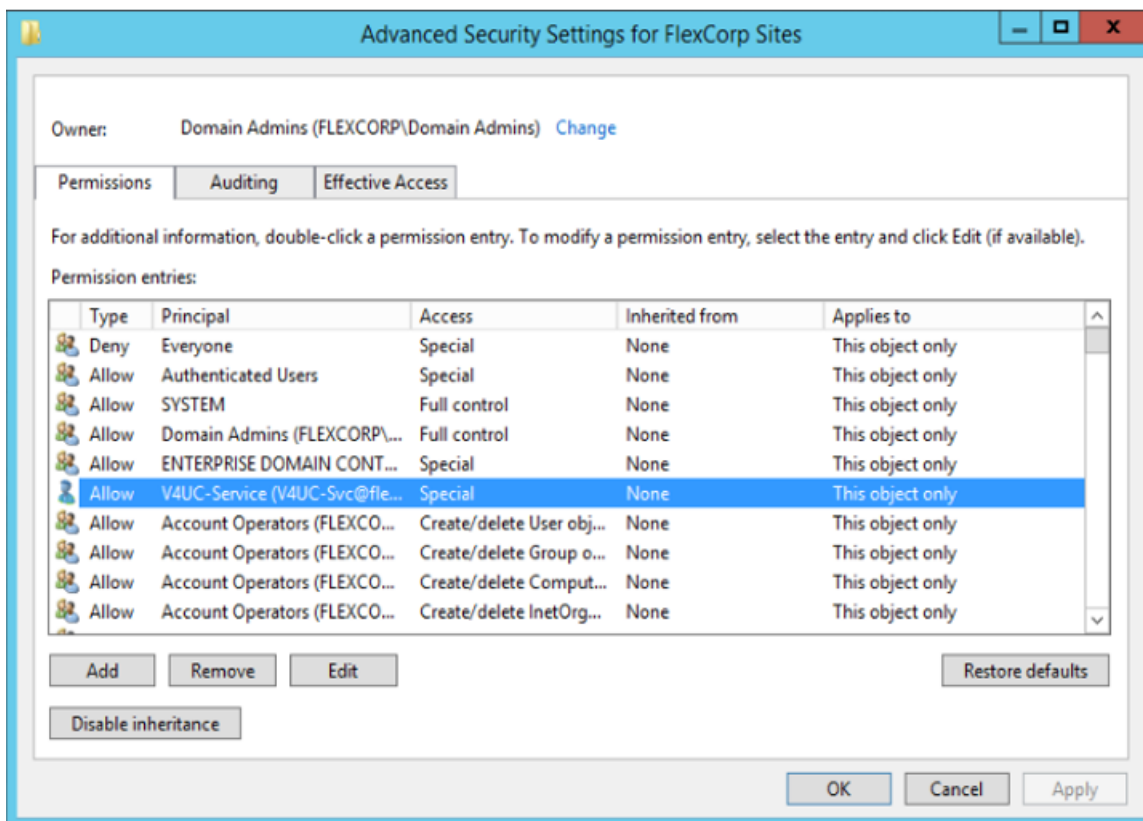 Advanced Security Settings for FlexCorp Sites
Owner: Domain Admins (FLEXCORP\Domain Admins) Change
Permissions Auditing Effective Access
For additional information, double-click a permission entry. To modify a permission entry, select the entry and click Edit (if available).
Permission entries:
Type Principal Access Inherited from Applies to
Deny Everyone Special None This object only
Allow Authenticated Users Special None This object only
Allow SYSTEM Full control None This object only
Allow Domain Admins (FLEXCORP\... Full control None This object only
Allow ENTERPRISE DOMAIN CONT... Special None This object only
Allow V4UC-Service (V4UC-Svc@fle... Special None This object only
Allow Account Operators (FLEXCO... Create/delete User obj... None This object only
Allow Account Operators (FLEXCO... Create/delete Group o... None This object only
Allow Account Operators (FLEXCO... Create/delete Comput... None This object only
Allow Account Operators (FLEXCO... Create/delete InetOrg... None This object only
Add Remove Edit Restore defaults
Disable inheritance
OK Cancel Apply